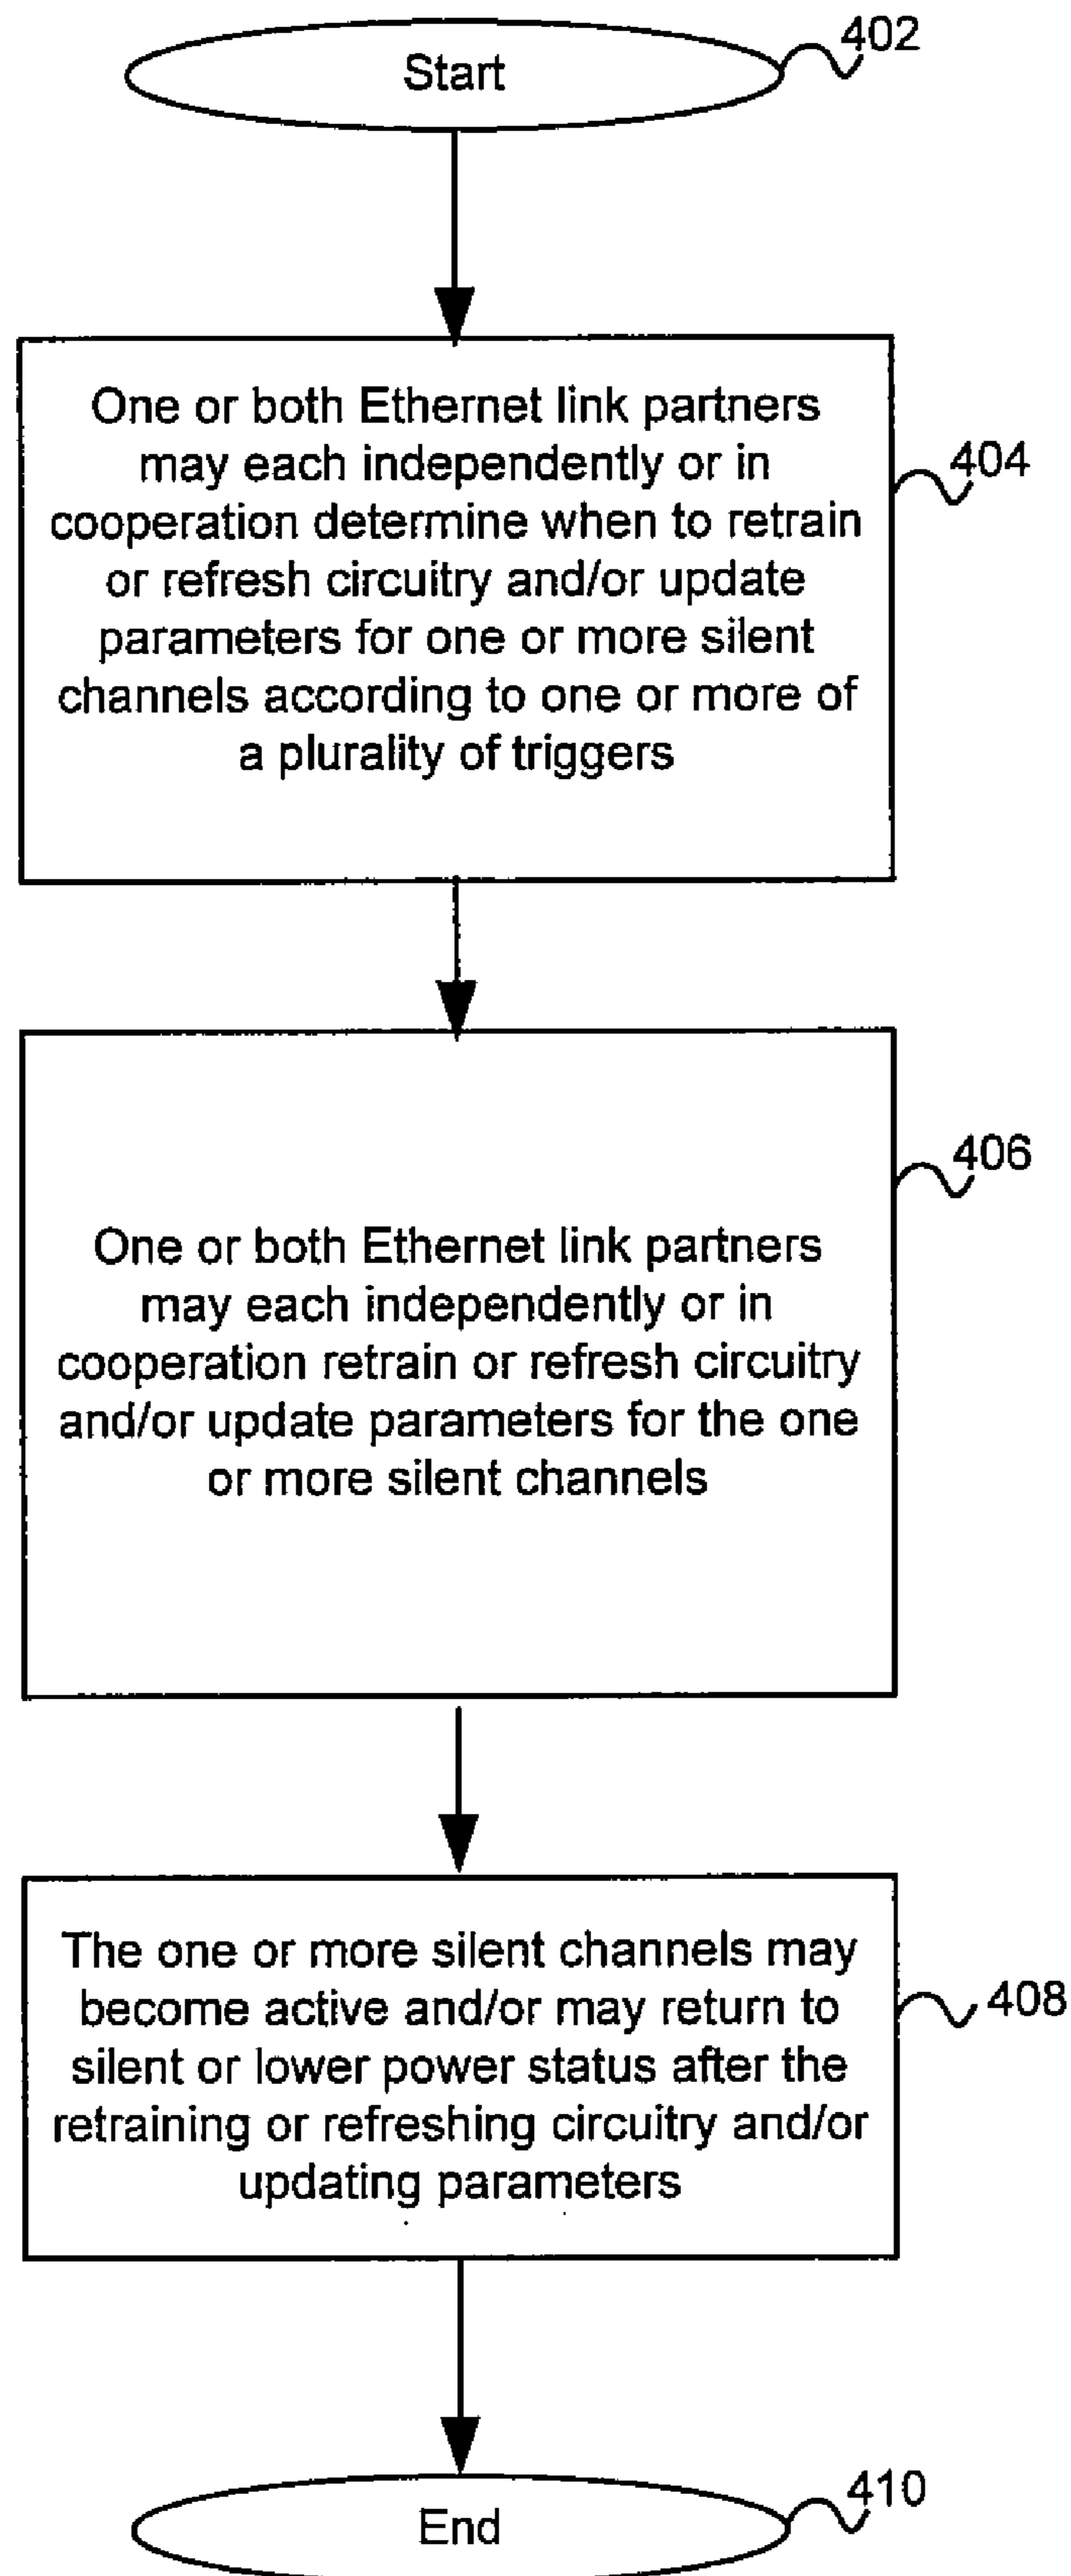 Start
402
One or both Ethernet link partners
may each independently or in
cooperation determine when to retrain
or refresh circuitry and/or update
parameters for one or more silent
channels according to one or more of
a plurality of triggers
404
One or both Ethernet link partners
may each independently or in
cooperation retrain or refresh circuitry
and/or update parameters for the one
or more silent channels
406
The one or more silent channels may
become active and/or may return to
silent or lower power status after the
retraining or refreshing circuitry and/or
updating parameters
408
End
410